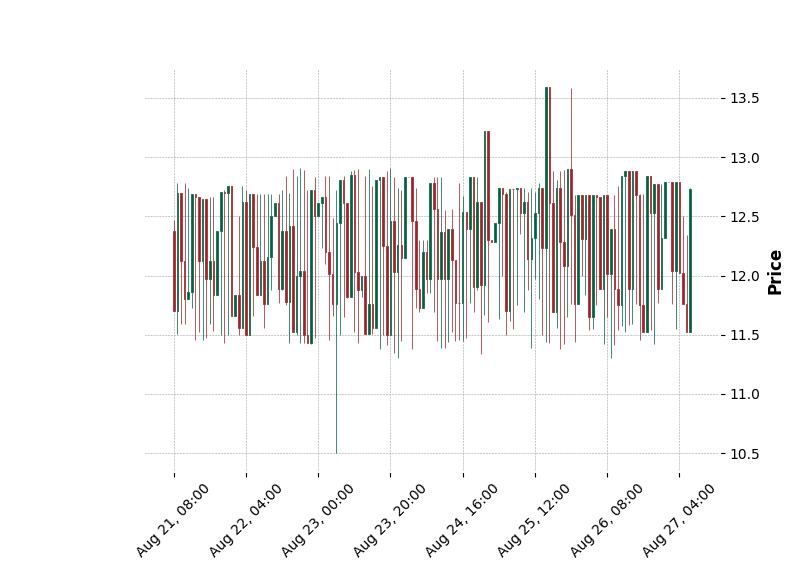 13.5
13.0
12.5
12.0
11.5
11.0
10.5
Price
Aug 21, 08:00
Aug 22, 04:00
Aug 23, 00:00
Aug 23, 20:00
Aug 24, 16:00
Aug 25, 12:00
Aug 26, 08:00
Aug 27, 04:00